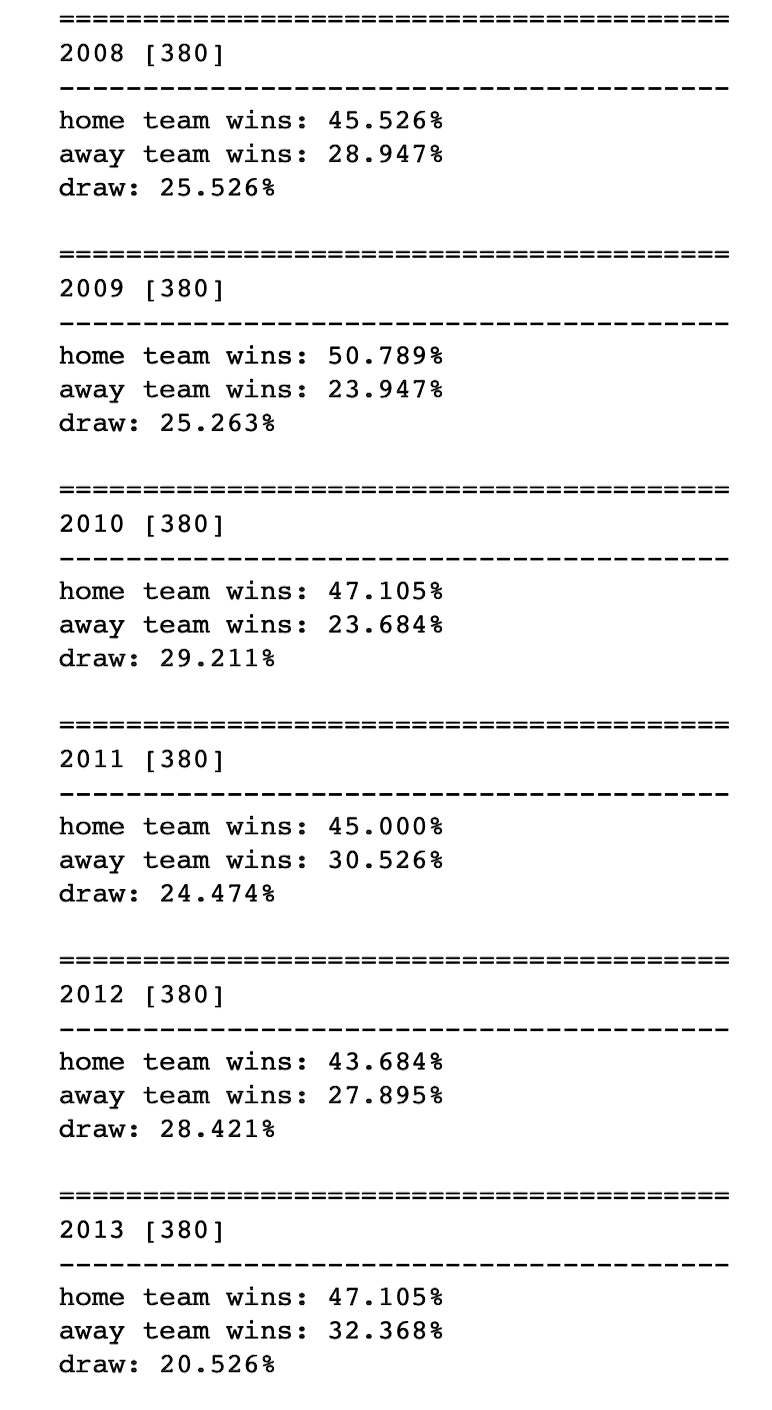 ========================================
2008 [380]
----------------------------------------
home team wins: 45.526%
away team wins: 28.947%
draw: 25.526%
========================================
2009 [380]
----------------------------------------
home team wins: 50.789%
away team wins: 23.947%
draw: 25.263%
========================================
2010 [380]
----------------------------------------
home team wins: 47.105%
away team wins: 23.684%
draw: 29.211%
========================================
2011 [380]
----------------------------------------
home team wins: 45.000%
away team wins: 30.526%
draw: 24.474%
========================================
2012 [380]
----------------------------------------
home team wins: 43.684%
away team wins: 27.895%
draw: 28.421%
========================================
2013 [380]
----------------------------------------
home team wins: 47.105%
away team wins: 32.368%
draw: 20.526%